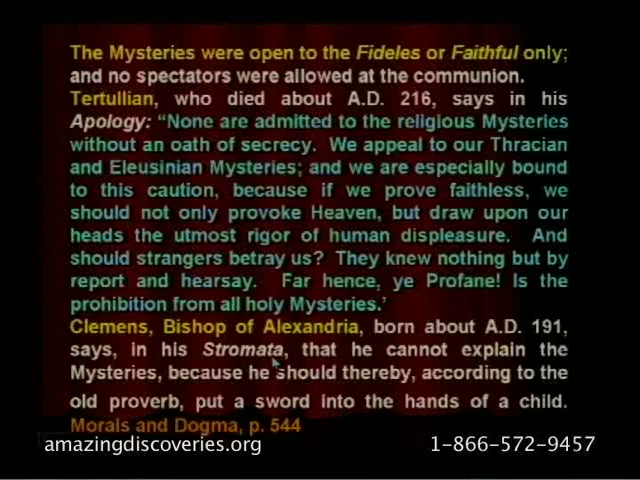 The Mysteries were open to the Fideles or Faithful only;
and no spectators were allowed at the communion.
Tertullian, who died about A.D. 216, says in his
Apology: “None are admitted to the religious Mysteries
without an oath of secrecy. We appeal to our Thracian
and Eleusinian Mysteries; and we are especially bound
to this caution, because if we prove faithless, we
should not only provoke Heaven, but draw upon our
heads the utmost rigor of human displeasure. And
should strangers betray us? They knew nothing but by
report and hearsay. Far hence, ye Profane! Is the
prohibition from all holy Mysteries.’
Clemens, Bishop of Alexandria, born about A.D. 191,
says, in his Stromata, that he cannot explain the
Mysteries, because he should thereby, according to the
old proverb, put a sword into the hands of a child.
Morals and Dogma, p. 544
amazingdiscoveries.org 1-866-572-9457